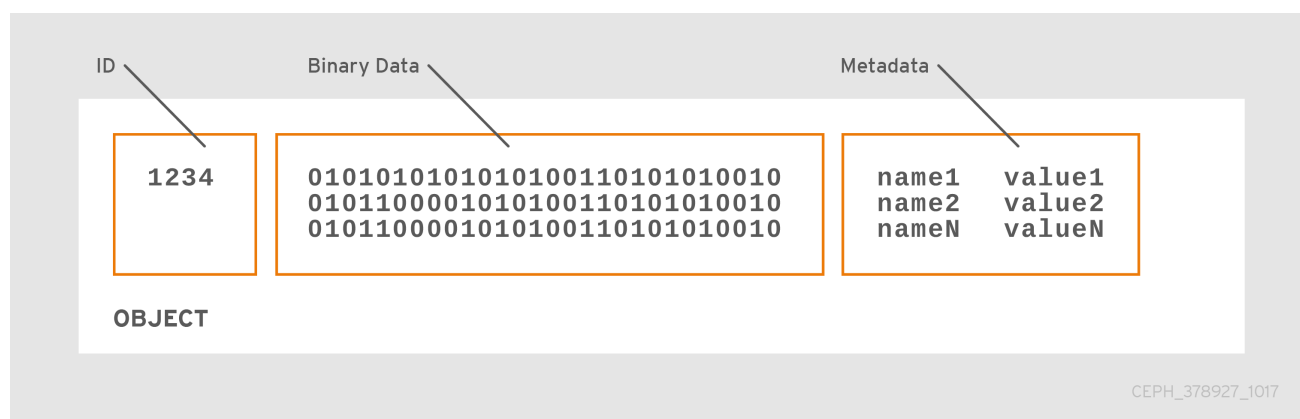 ID Binary Data Metadata
1234 0101010101010100110101010010 name1 value1
0101100001010100110101010010 name2 value2
0101100001010100110101010010 nameN valueN
OBJECT
CEPH_378927_1017